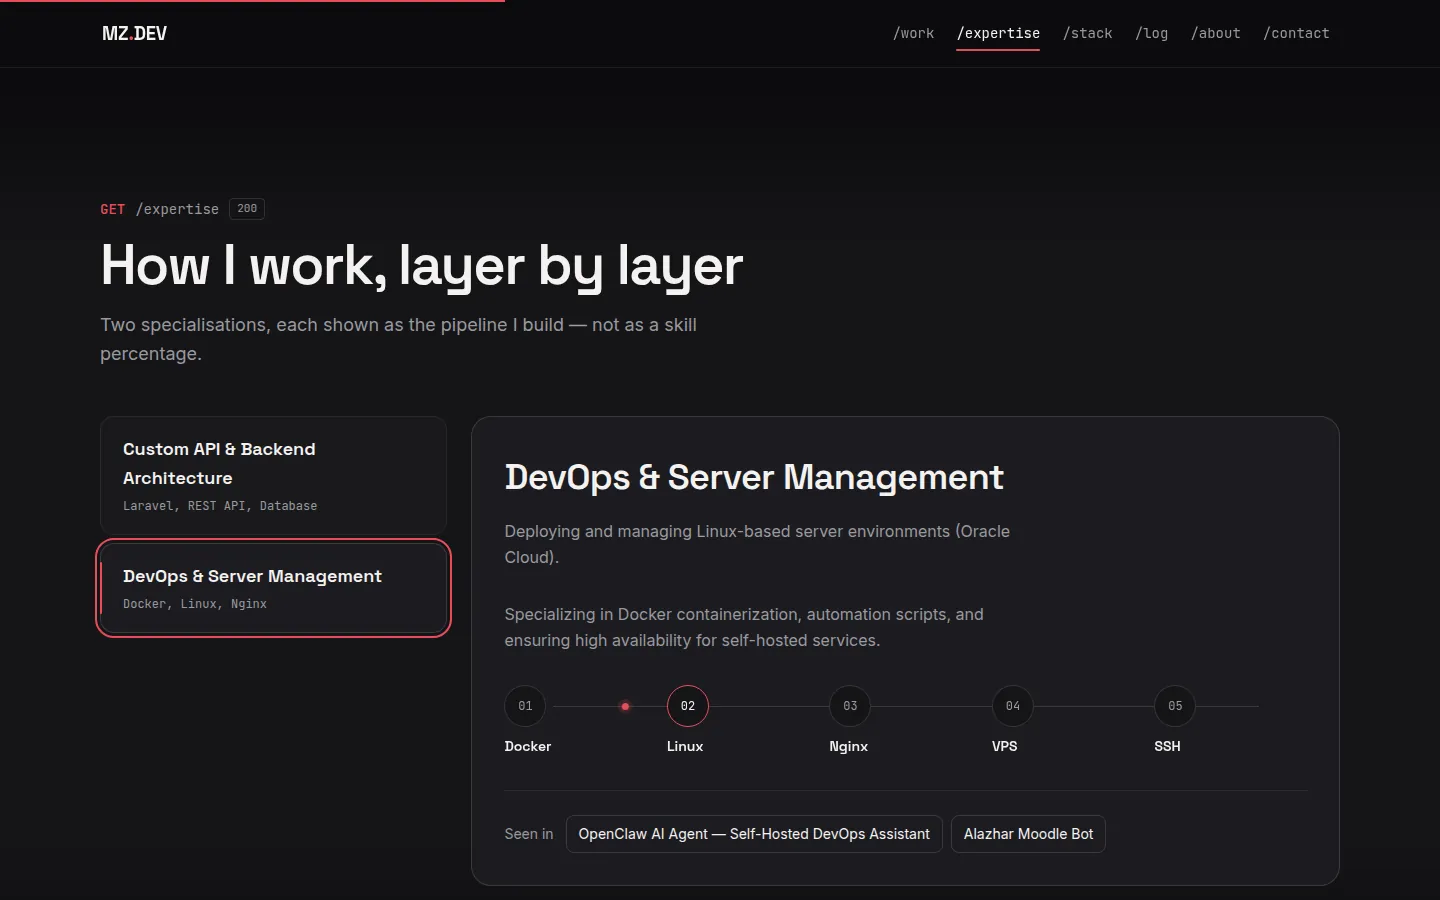 MZ.DEV
/work
/expertise
/stack
/log
/about
/contact
GET /expertise 200
How I work, layer by layer
Two specialisations, each shown as the pipeline I build — not as a skill
percentage.
Custom API & Backend
Architecture
Laravel, REST API, Database
DevOps & Server Management
Docker, Linux, Nginx
DevOps & Server Management
Deploying and managing Linux-based server environments (Oracle
Cloud).
Specializing in Docker containerization, automation scripts, and
ensuring high availability for self-hosted services.
01
02
03
04
05
Docker
Linux
Nginx
VPS
SSH
Seen in
OpenClaw AI Agent — Self-Hosted DevOps Assistant
Alazhar Moodle Bot